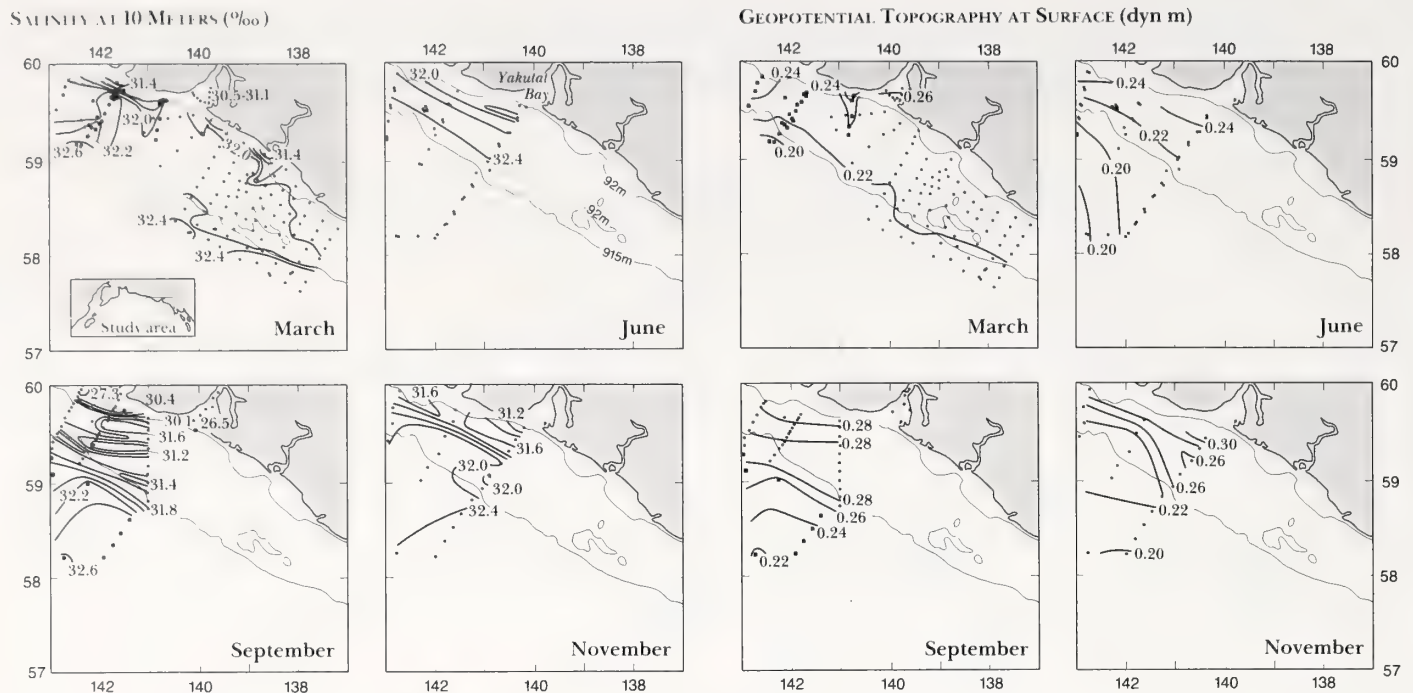 SALINITY AT 10 METERS (‰)
142 140 138
142 140 138
60
59
58
57
31.4
30.5-31.1
32.0
32.6
32.2
32.0
31.4
32.4
32.4
Study area
March
32.0
Yakutat
Bay
32.4
92m
92m
915m
June
60
59
58
57
27.3
30.4
30.1
26.5
31.6
31.2
31.4
32.2
31.8
32.6
September
31.6
31.2
31.6
32.0
32.0
32.4
November
142 140 138
142 140 138
GEOPOTENTIAL TOPOGRAPHY AT SURFACE (dyn m)
142 140 138
142 140 138
0.24
0.24
0.26
0.20
0.22
March
0.24
0.22
0.24
0.20
0.20
June
60
59
58
57
0.28
0.28
0.28
0.26
0.24
0.22
September
0.30
0.26
0.26
0.22
0.20
November
60
59
58
57
142 140 138
142 140 138